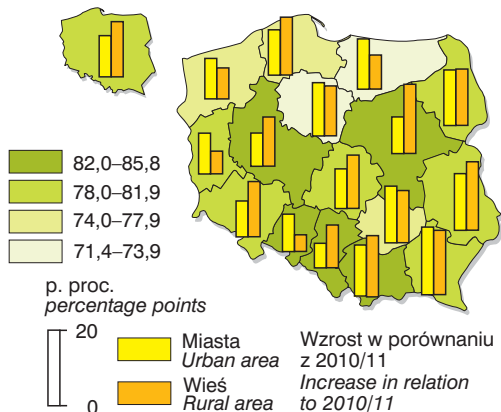 82,0–85,8
78,0–81,9
74,0–77,9
71,4–73,9
p. proc.
percentage points
20
0
Miasta
Urban area
Wieś
Rural area
Wzrost w porównaniu
z 2010/11
Increase in relation
to 2010/11